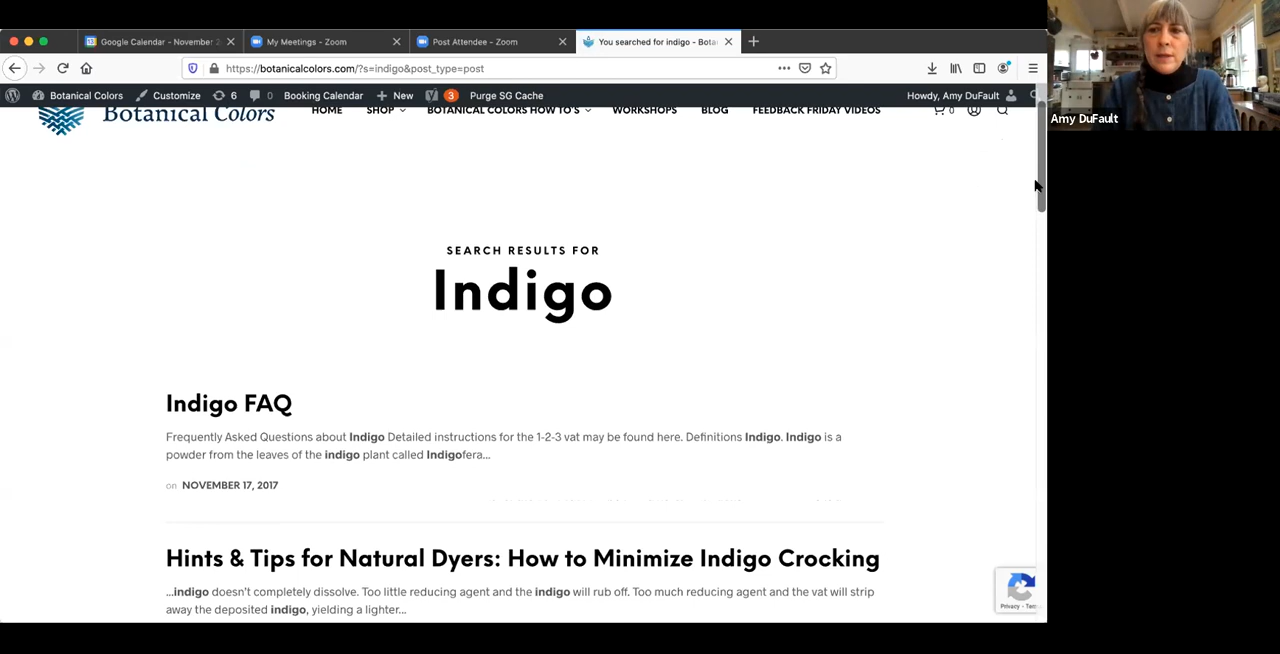 Google Calendar - November 2
My Meetings - Zoom
Post Attendee - Zoom
You searched for indigo - Bota
https://botanicalcolors.com/?s=indigo&post_type=post
Botanical Colors Customize 6 0 Booking Calendar New 3 Purge SG Cache Howdy, Amy DuFault
Botanical Colors
HOME SHOP BOTANICAL COLORS HOW TO'S WORKSHOPS BLOG FEEDBACK FRIDAY VIDEOS 0
Amy DuFault
SEARCH RESULTS FOR
Indigo
Indigo FAQ
Frequently Asked Questions about Indigo Detailed instructions for the 1-2-3 vat may be found here. Definitions Indigo. Indigo is a
powder from the leaves of the indigo plant called Indigofera...
on NOVEMBER 17, 2017
Hints & Tips for Natural Dyers: How to Minimize Indigo Crocking
...indigo doesn't completely dissolve. Too little reducing agent and the indigo will rub off. Too much reducing agent and the vat will strip
away the deposited indigo, yielding a lighter...
Privacy - Term